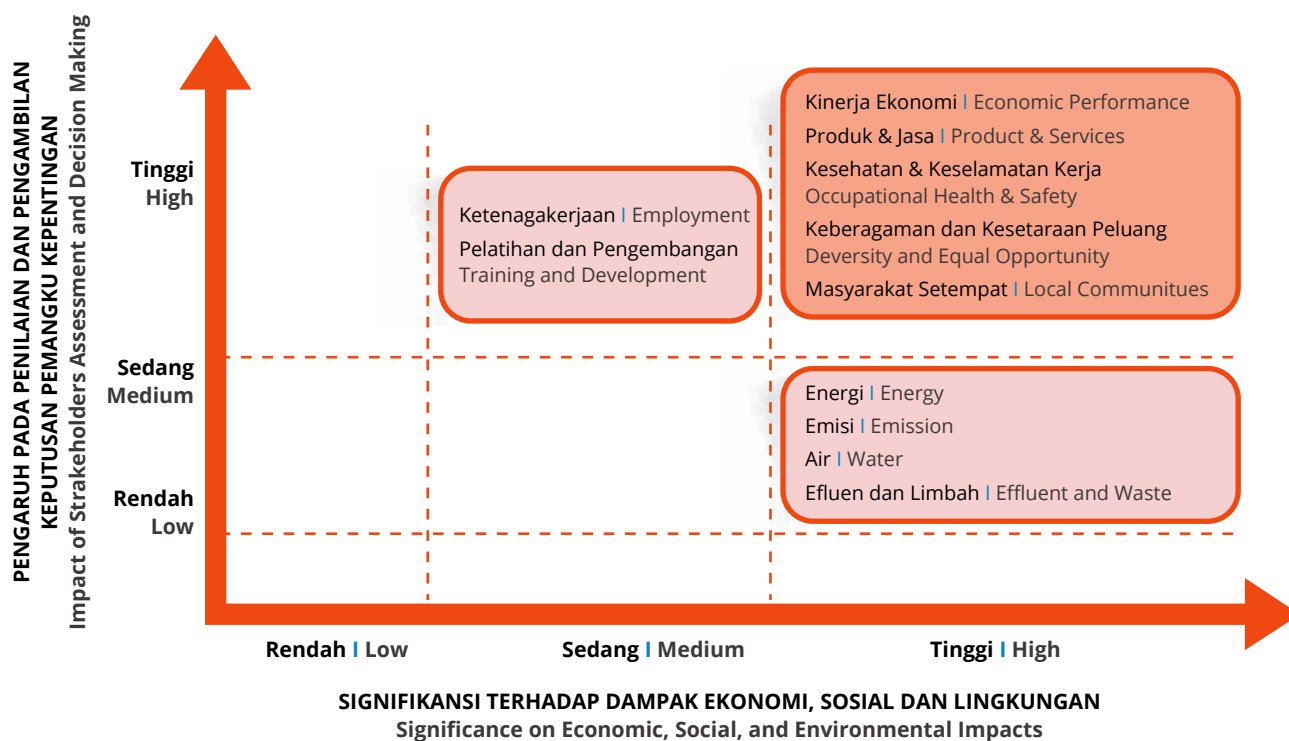 PENGARUH PADA PENILAIAN DAN PENGAMBILAN
KEPUTUSAN PEMANGKU KEPENTINGAN
Impact of Strakeholders Assessment and Decision Making
Tinggi
High
Sedang
Medium
Rendah
Low
Ketenagakerjaan I Employment
Pelatihan dan Pengembangan
Training and Development
Kinerja Ekonomi I Economic Performance
Produk & Jasa I Product & Services
Kesehatan & Keselamatan Kerja
Occupational Health & Safety
Keberagaman dan Kesetaraan Peluang
Deversity and Equal Opportunity
Masyarakat Setempat I Local Communitues
Energi I Energy
Emisi I Emission
Air I Water
Efluen dan Limbah I Effluent and Waste
Rendah I Low
Sedang I Medium
Tinggi I High
SIGNIFIKANSI TERHADAP DAMPAK EKONOMI, SOSIAL DAN LINGKUNGAN
Significance on Economic, Social, and Environmental Impacts